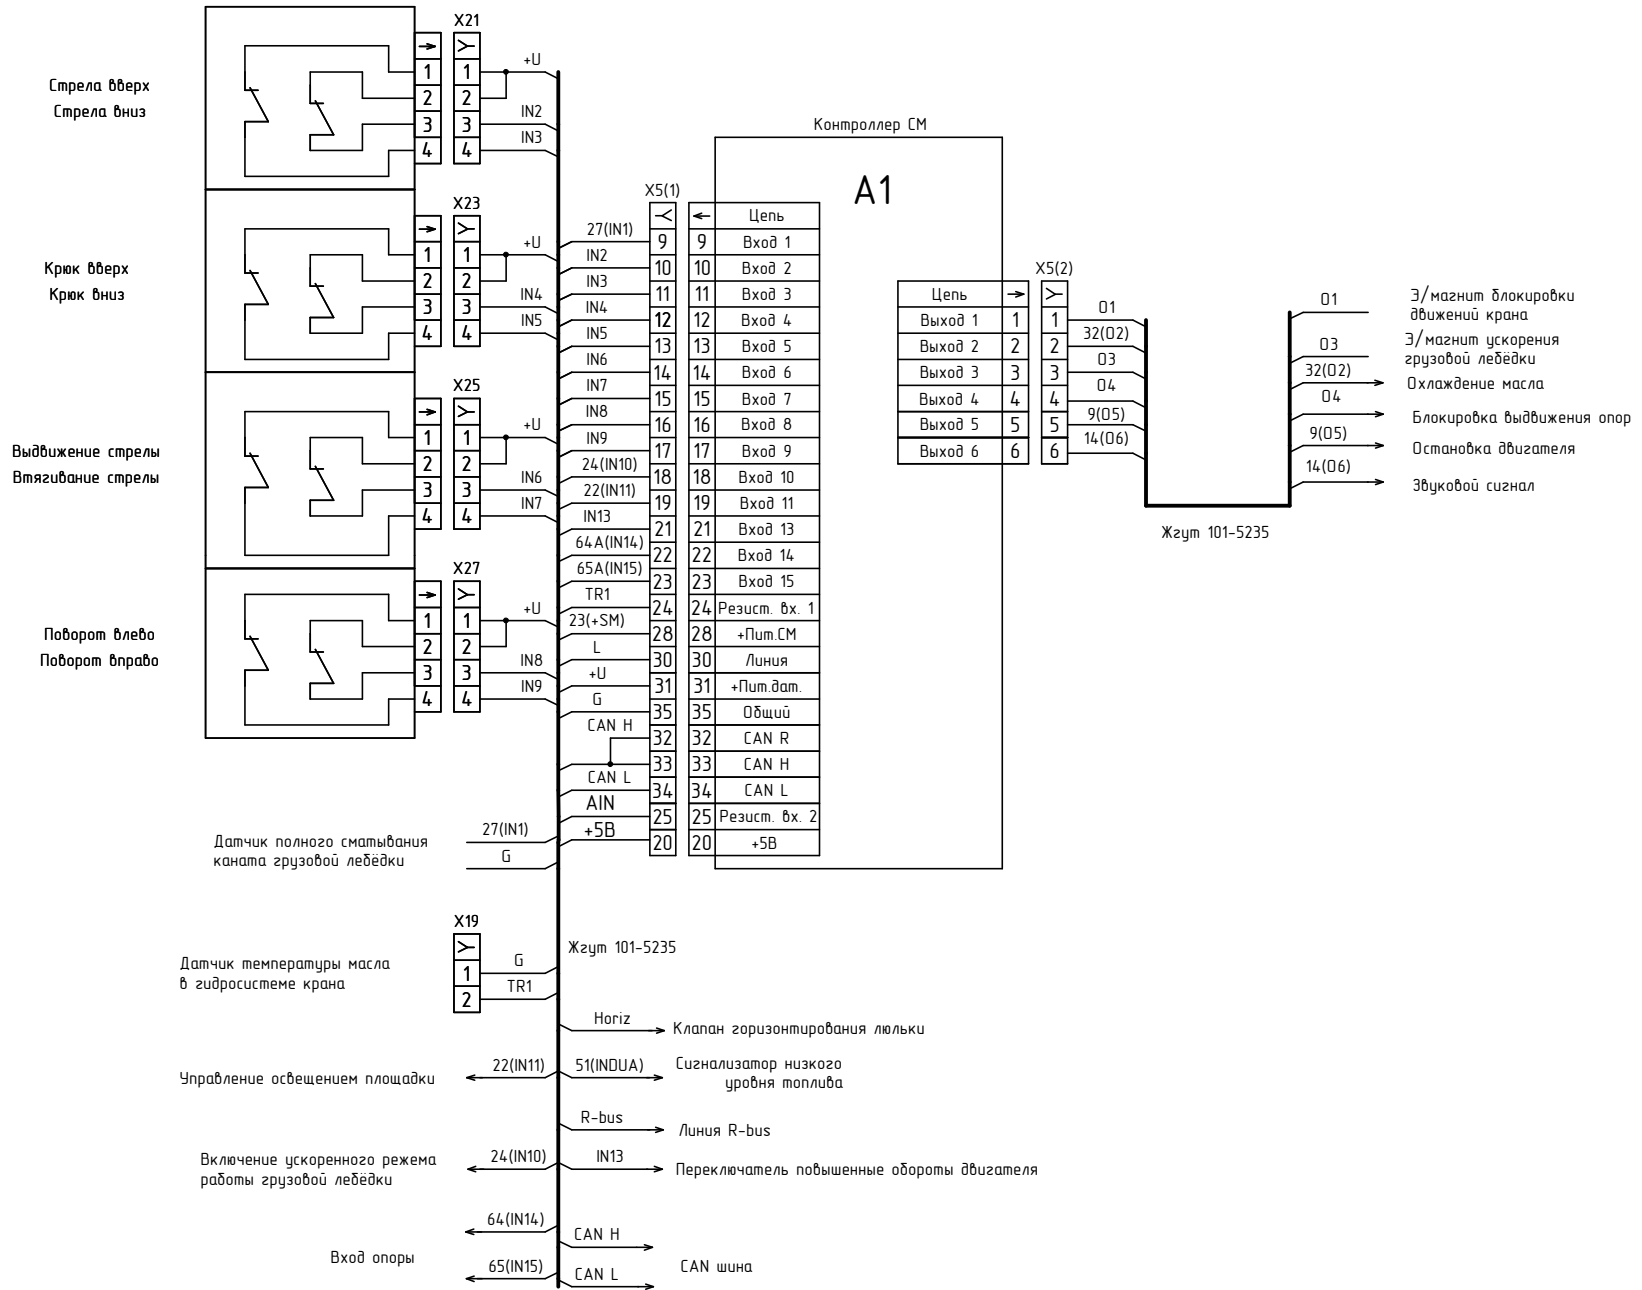 Стрела вверх
Стрела вниз
X21
1
2
3
4
1
2
3
4
+U
IN2
IN3
Крюк вверх
Крюк вниз
X23
1
2
3
4
1
2
3
4
+U
IN4
IN5
Выдвижение стрелы
Втягивание стрелы
X25
1
2
3
4
1
2
3
4
+U
IN6
IN7
Поворот влево
Поворот вправо
X27
1
2
3
4
1
2
3
4
+U
IN8
IN9
Контроллер СМ
А1
X5(1)
Цепь
27(IN1) 9 9 Вход 1
IN2 10 10 Вход 2
IN3 11 11 Вход 3
IN4 12 12 Вход 4
IN5 13 13 Вход 5
IN6 14 14 Вход 6
IN7 15 15 Вход 7
IN8 16 16 Вход 8
IN9 17 17 Вход 9
24(IN10) 18 18 Вход 10
22(IN11) 19 19 Вход 11
IN13 21 21 Вход 13
64A(IN14) 22 22 Вход 14
65A(IN15) 23 23 Вход 15
TR1 24 24 Резист. вх. 1
23(+SM) 28 28 +Пит.СМ
L 30 30 Линия
+U 31 31 +Пит.дат.
G 35 35 Общий
CAN H 32 32 CAN R
33 33 CAN H
CAN L 34 34 CAN L
AIN 25 25 Резист. вх. 2
+5В 20 20 +5В
X5(2)
Цепь
Выход 1 1 1 O1
Выход 2 2 2 32(O2)
Выход 3 3 3 O3
Выход 4 4 4 O4
Выход 5 5 5 9(O5)
Выход 6 6 6 14(O6)
Жгут 101-5235
O1 Э/магнит блокировки
движений крана
O3 Э/магнит ускорения
грузовой лебёдки
32(O2) Охлаждение масла
O4 Блокировка выдвижения опор
9(O5) Остановка двигателя
14(O6) Звуковой сигнал
Датчик полного сматывания
каната грузовой лебёдки
27(IN1)
G
X19
Датчик температуры масла
в гидросистеме крана
1 G
2 TR1
Жгут 101-5235
Horiz Клапан горизонтирования люльки
Управление освещением площадки 22(IN11)
51(INDUA) Сигнализатор низкого
уровня топлива
R-bus Линия R-bus
Включение ускоренного режема
работы грузовой лебёдки
24(IN10)
IN13 Переключатель повышенные обороты двигателя
Вход опоры
64(IN14)
65(IN15)
CAN H
CAN L
CAN шина